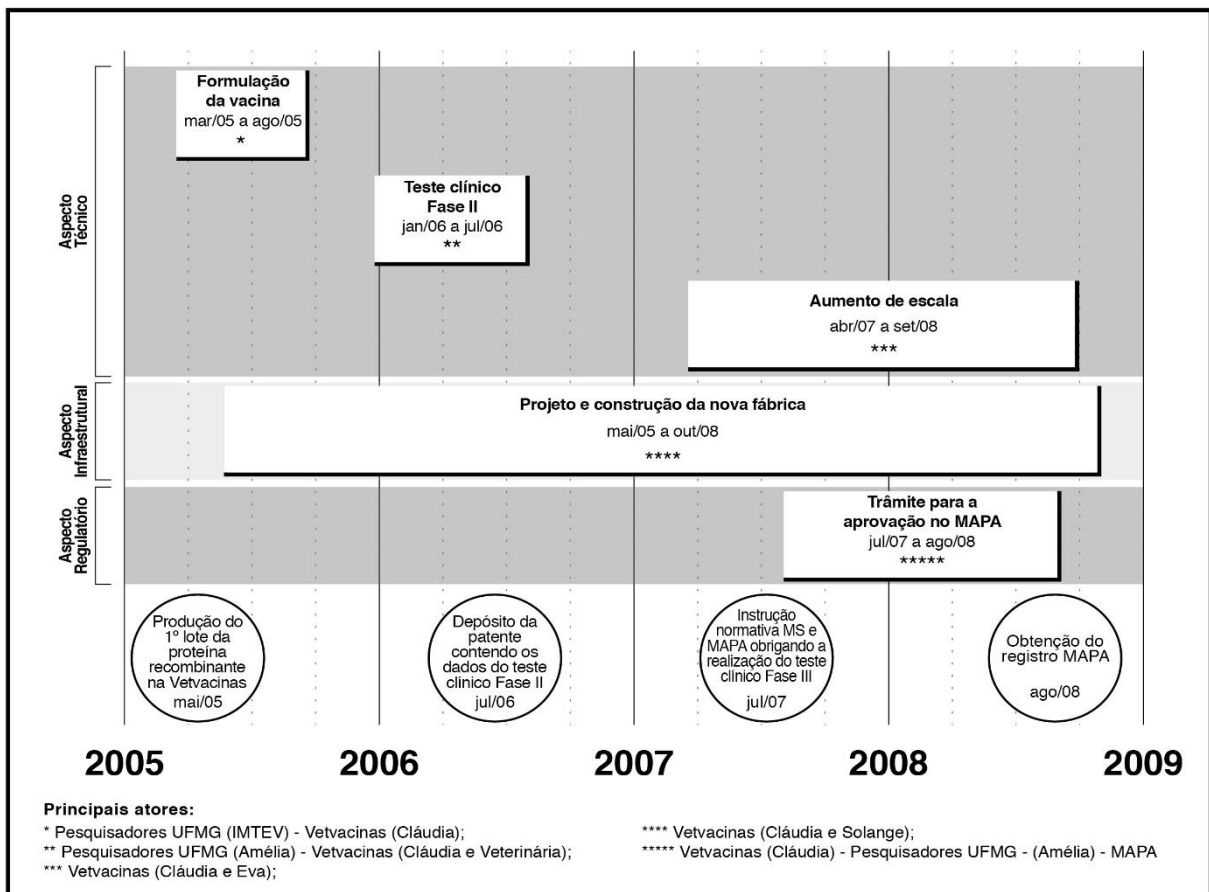 Aspecto
Técnico
Formulação
da vacina
mar/05 a ago/05
*
Teste clínico
Fase II
jan/06 a jul/06
**
Aumento de escala
abr/07 a set/08
***
Aspecto
Infraestrutural
Projeto e construção da nova fábrica
mai/05 a out/08
****
Aspecto
Regulatório
Trâmite para a
aprovação no MAPA
jul/07 a ago/08
*****
Produção do
1º lote da
proteína
recombinante
na Vetvacinas
mai/05
Depósito da
patente
contendo os
dados do teste
clínico Fase II
jul/06
Instrução
normativa MS e
MAPA obrigando a
realização do teste
clínico Fase III
jul/07
Obtenção do
registro MAPA
ago/08
2005
2006
2007
2008
2009
Principais atores:
* Pesquisadores UFMG (IMTEV) - Vetvacinas (Cláudia);
** Pesquisadores UFMG (Amélia) - Vetvacinas (Cláudia e Veterinária);
*** Vetvacinas (Cláudia e Eva);
**** Vetvacinas (Cláudia e Solange);
***** Vetvacinas (Cláudia) - Pesquisadores UFMG - (Amélia) - MAPA